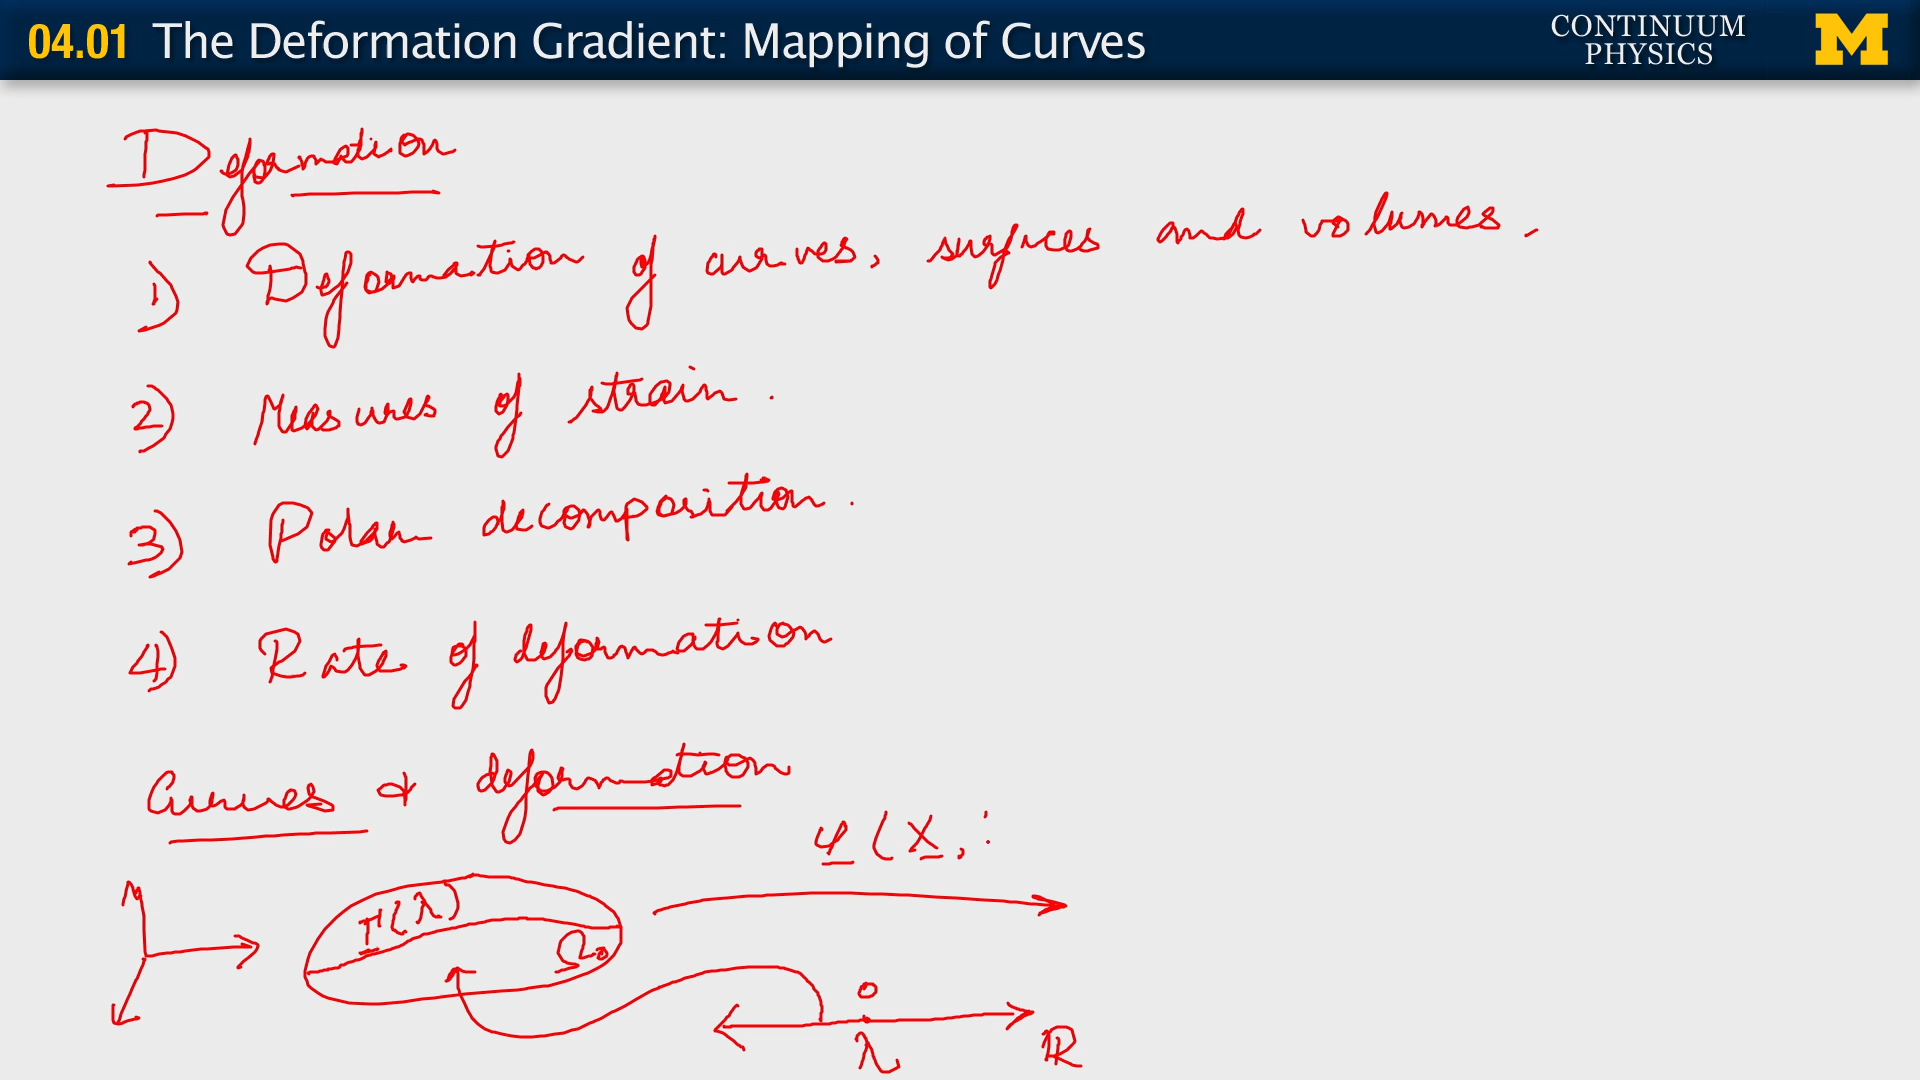 04.01 The Deformation Gradient: Mapping of Curves
CONTINUUM
PHYSICS
M
Deformation
1) Deformation of curves, surfaces and volumes.
2) Measures of strain.
3) Polar decomposition.
4) Rate of deformation
Curves & deformation
φ(X,
Γ(λ)
Ω₀
0
λ
ℝ